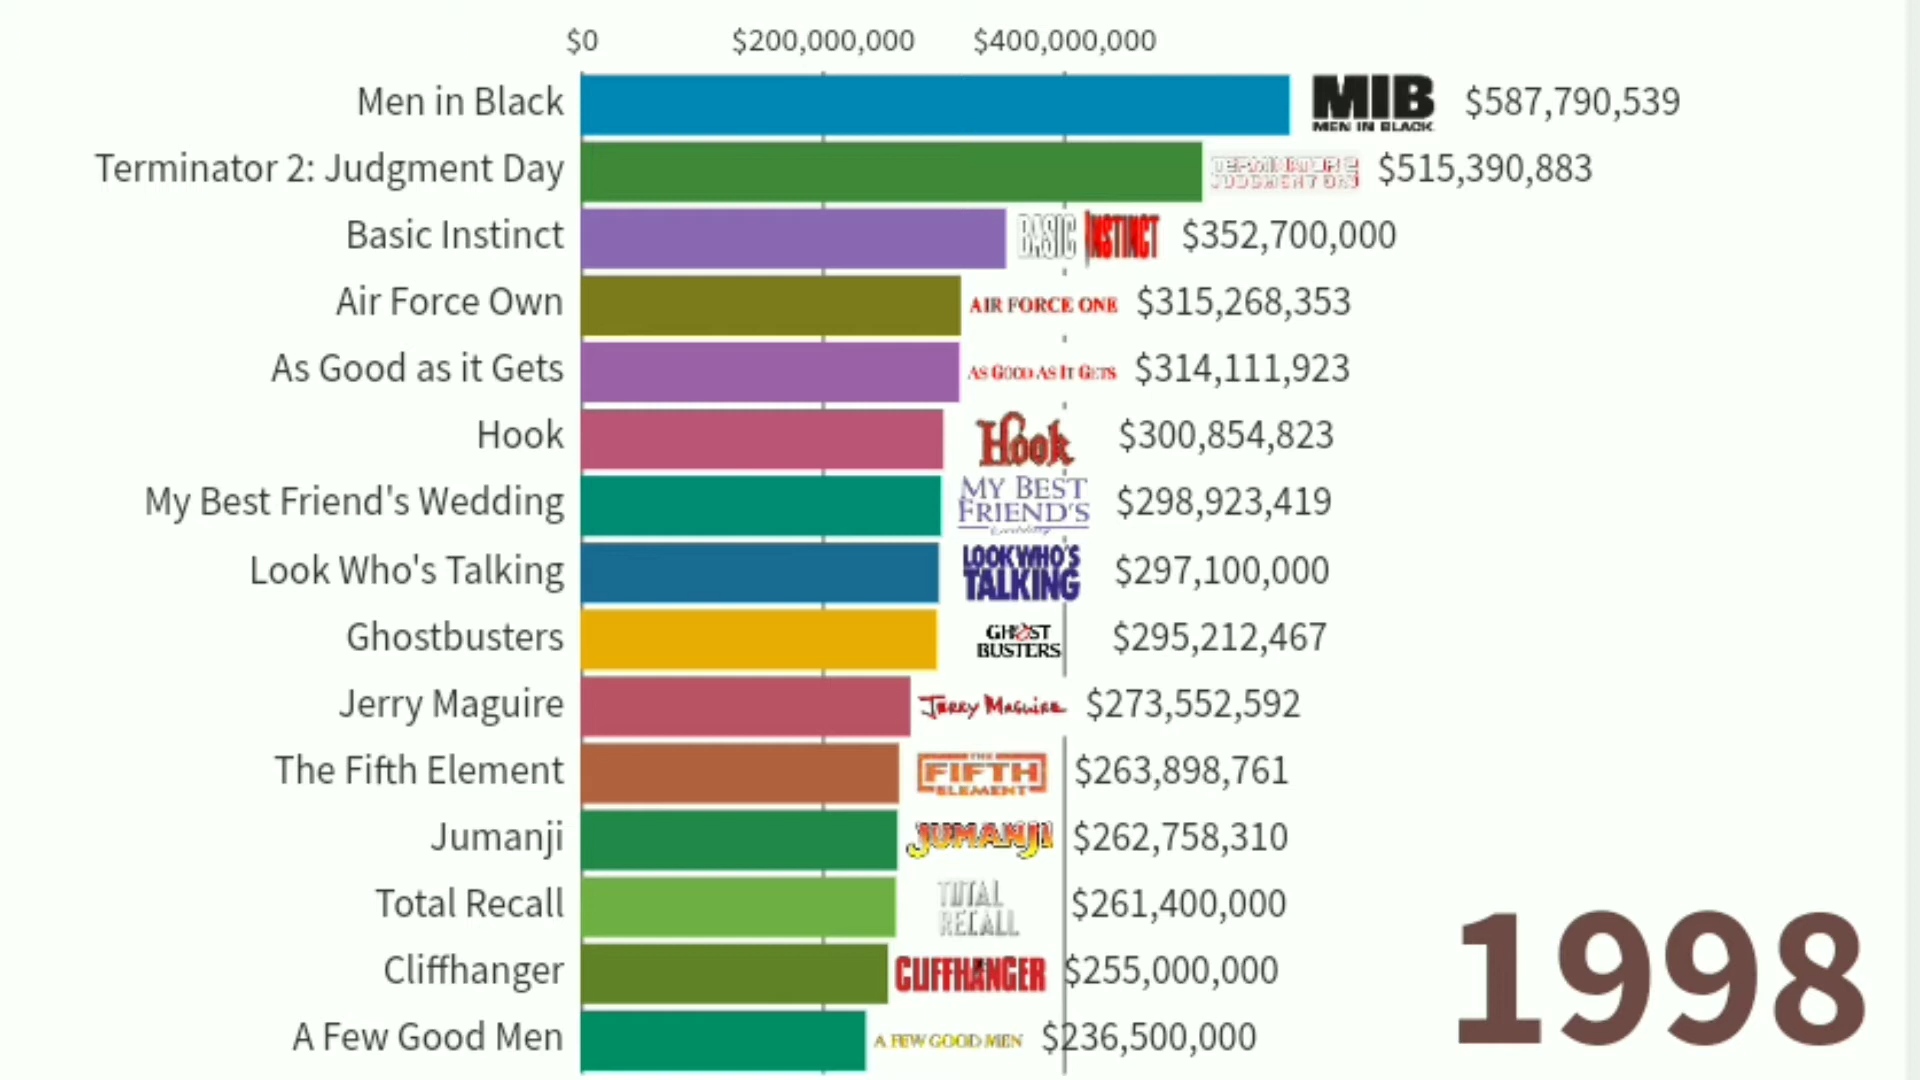 $0 $200,000,000 $400,000,000
Men in Black MIB MEN IN BLACK $587,790,539
Terminator 2: Judgment Day TERMINATOR 2 JUDGMENT DAY $515,390,883
Basic Instinct BASIC INSTINCT $352,700,000
Air Force Own AIR FORCE ONE $315,268,353
As Good as it Gets AS GOOD AS IT GETS $314,111,923
Hook Hook $300,854,823
My Best Friend's Wedding MY BEST FRIEND'S $298,923,419
Look Who's Talking LOOK WHO'S TALKING $297,100,000
Ghostbusters GHOST BUSTERS $295,212,467
Jerry Maguire Jerry Maguire $273,552,592
The Fifth Element THE FIFTH ELEMENT $263,898,761
Jumanji JUMANJI $262,758,310
Total Recall TOTAL RECALL $261,400,000
Cliffhanger CLIFFHANGER $255,000,000
A Few Good Men A FEW GOOD MEN $236,500,000
1998